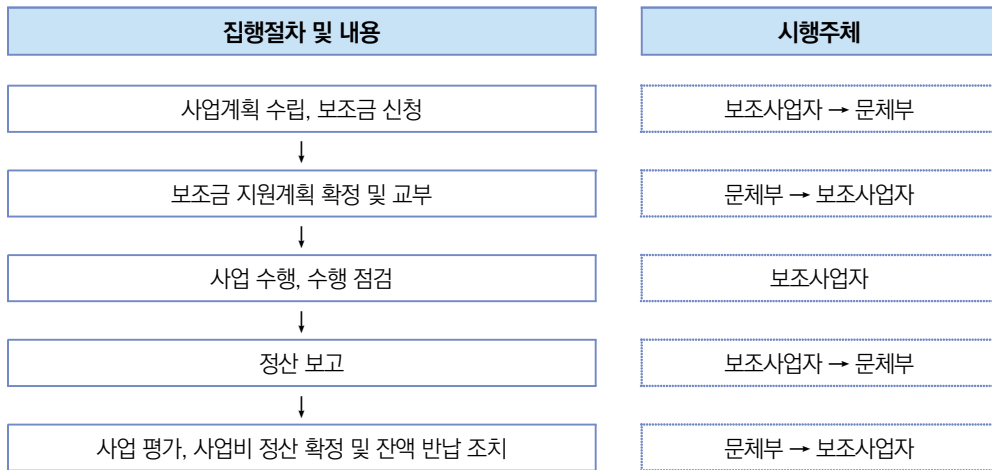 집행절차 및 내용 시행주체
사업계획 수립, 보조금 신청 보조사업자 → 문체부
↓
보조금 지원계획 확정 및 교부 문체부 → 보조사업자
↓
사업 수행, 수행 점검 보조사업자
↓
정산 보고 보조사업자 → 문체부
↓
사업 평가, 사업비 정산 확정 및 잔액 반납 조치 문체부 → 보조사업자